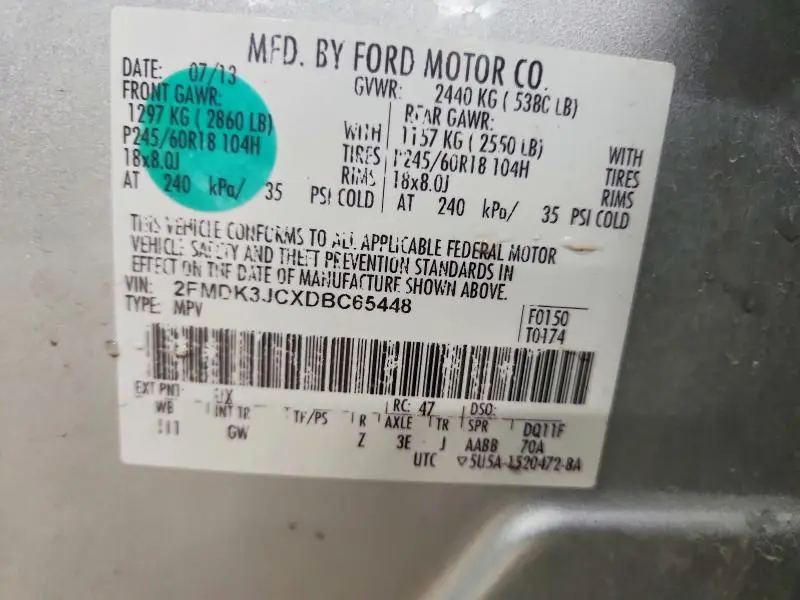 MFD. BY FORD MOTOR CO.
DATE: 07/13 GVWR: 2440 KG ( 5380 LB)
FRONT GAWR: REAR GAWR:
1297 KG ( 2860 LB) WITH 1157 KG ( 2550 LB) WITH
P245/60R18 104H TIRES P245/60R18 104H TIRES
18x8.0J RIMS 18x8.0J RIMS
AT 240 kPa/ 35 PSI COLD AT 240 kPa/ 35 PSI COLD
THIS VEHICLE CONFORMS TO ALL APPLICABLE FEDERAL MOTOR
VEHICLE SAFETY AND THEFT PREVENTION STANDARDS IN
EFFECT ON THE DATE OF MANUFACTURE SHOWN ABOVE.
VIN: 2FMDK3JCXDBC65448
TYPE: MPV
F0150
T0174
EXT PNT: UX RC: 47 DSO:
WB INT TR TP/PS R AXLE TR SPR DQ11F
GW Z 3E J AABB 70A
UTC ▽5U5A-1520472-BA